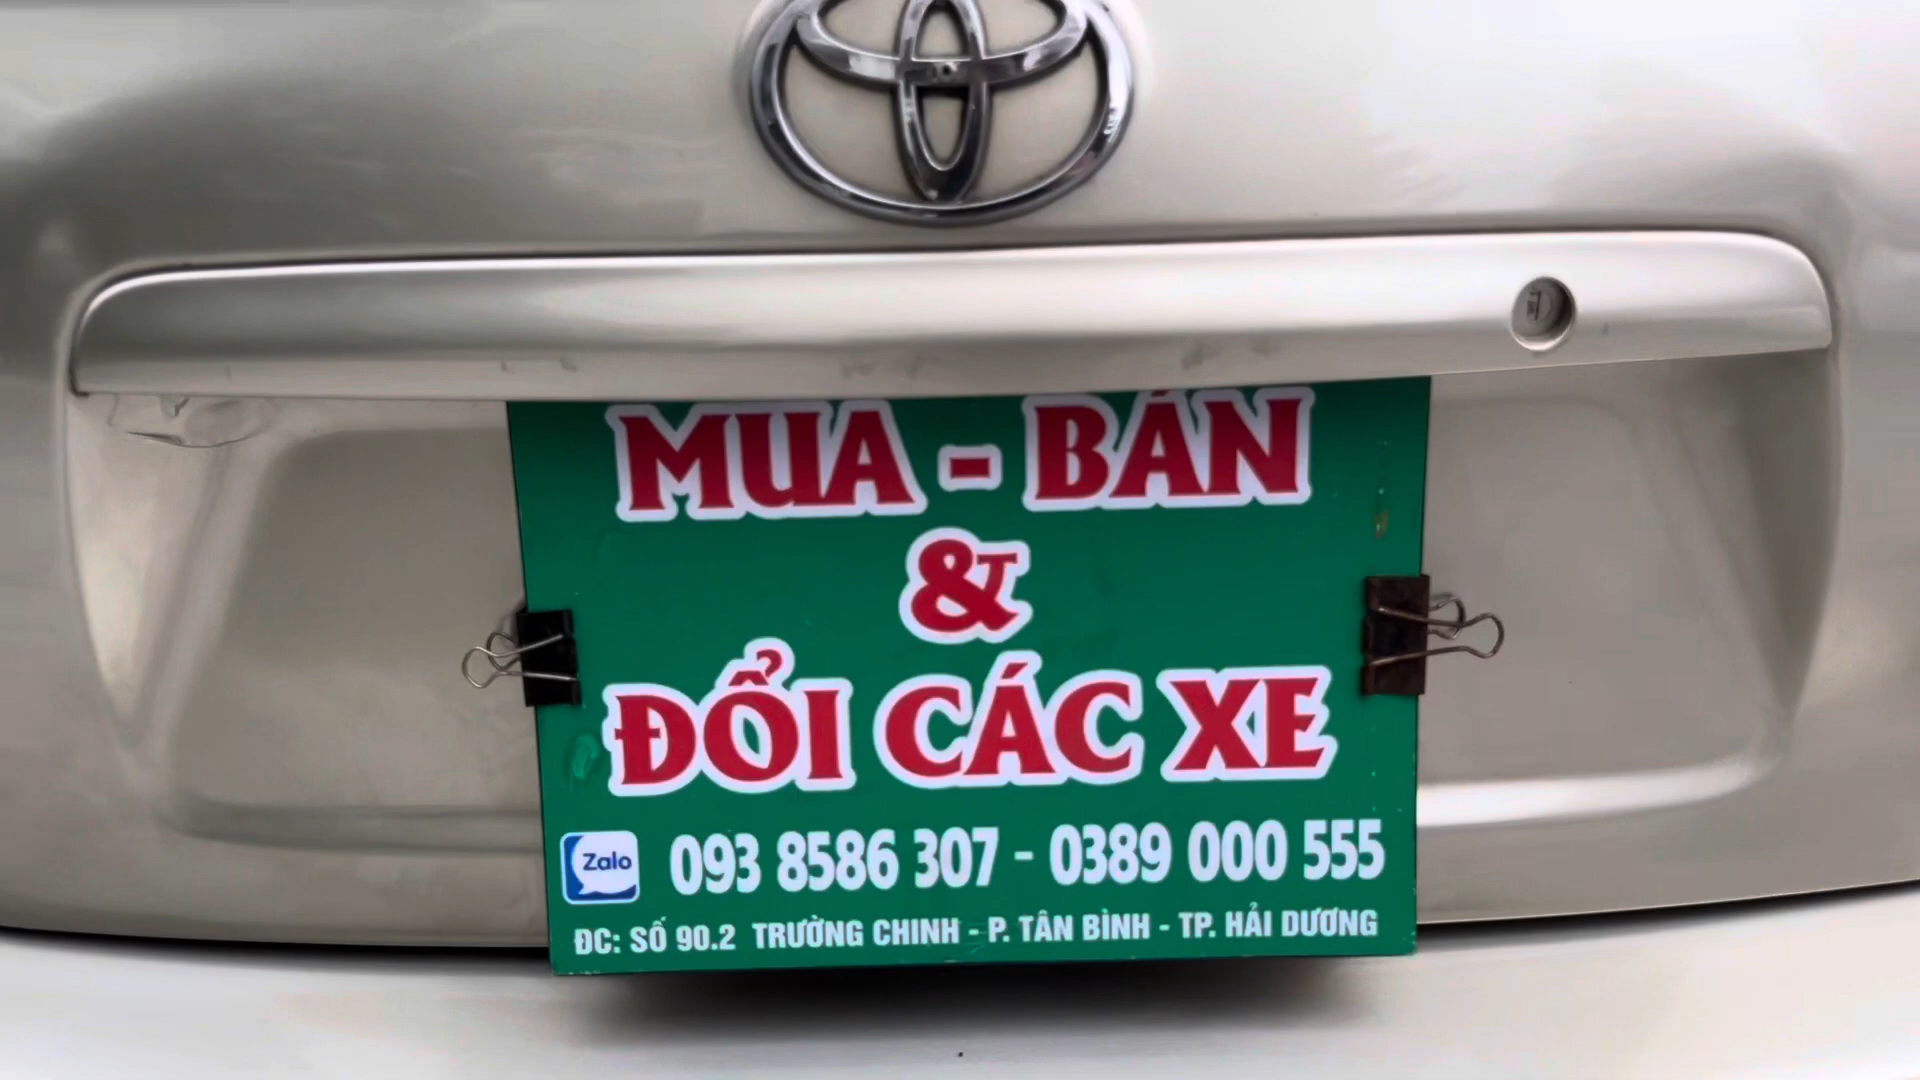 MUA - BÁN
&
ĐỔI CÁC XE
Zalo 093 8586 307 - 0389 000 555
ĐC: SỐ 90.2 TRƯỜNG CHINH - P. TÂN BÌNH - TP. HẢI DƯƠNG